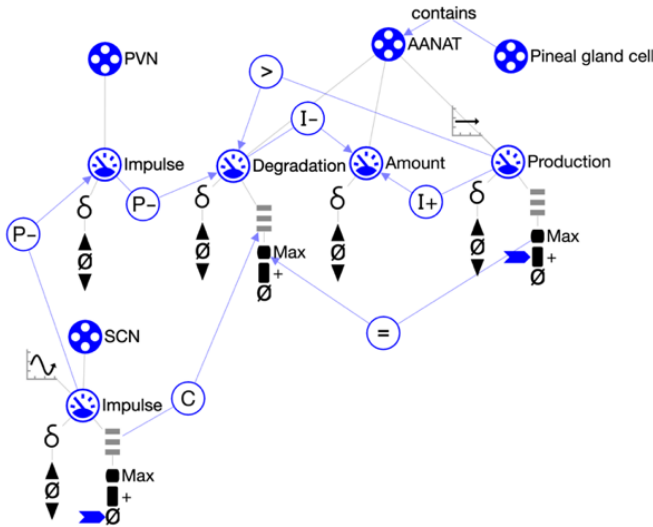 contains
PVN
AANAT
Pineal gland cell
>
I-
Impulse
Degradation
Amount
Production
P-
I+
δ
δ
δ
δ
P-
Ø
Ø
Ø
Ø
Max
+
Ø
Max
+
Ø
=
SCN
Impulse
C
δ
Ø
Max
+
Ø